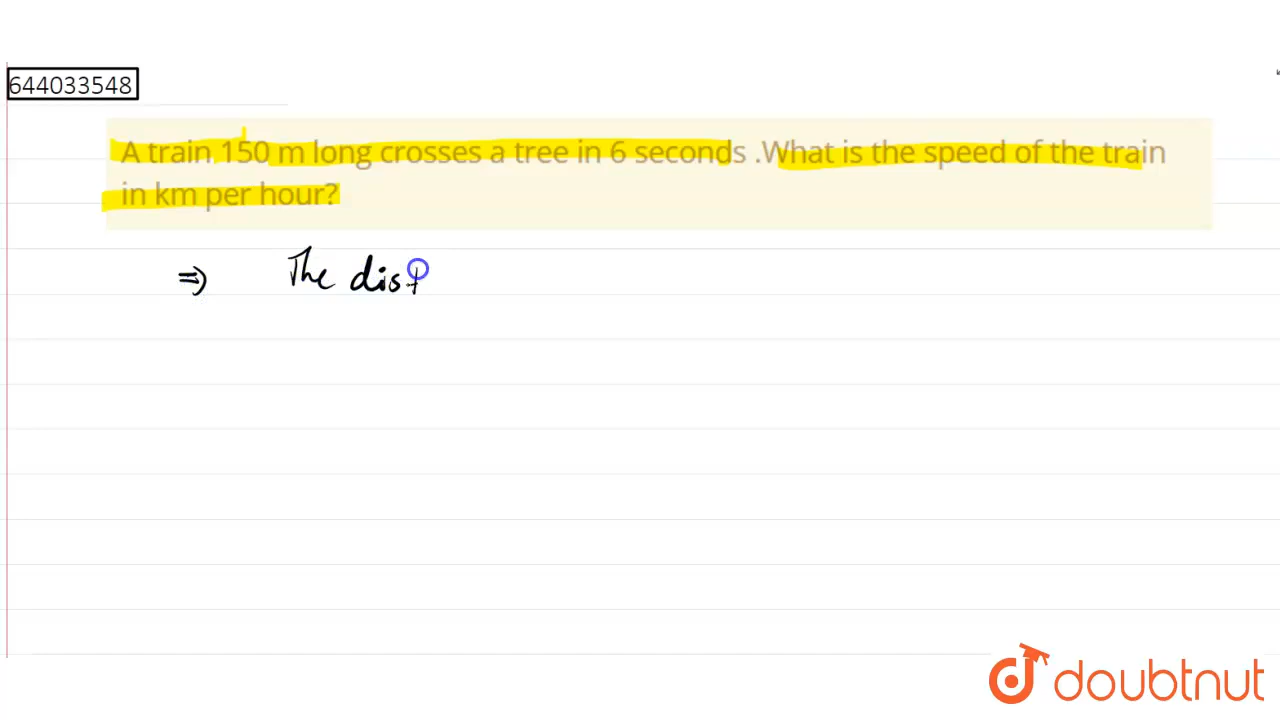 644033548
A train 150 m long crosses a tree in 6 seconds .What is the speed of the train
in km per hour?
⇒ The dist
doubtnut